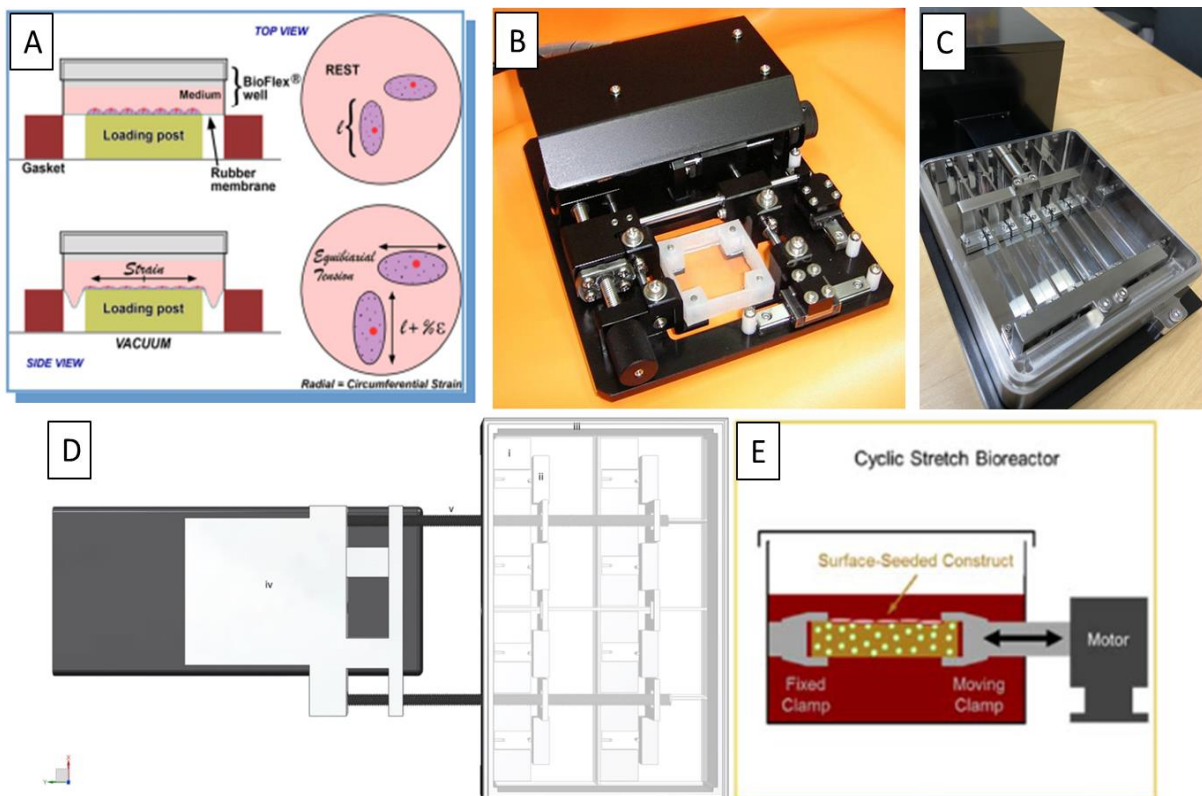 A
TOP VIEW
BioFlex®
well
Medium
Loading post
Gasket
Rubber
membrane
REST
ℓ
Strain
Loading post
VACUUM
SIDE VIEW
Equibiaxial
Tension
ℓ + %ε
Radial = Circumferential Strain
B
C
D
i
ii
iii
iv
v
X
Y
E
Cyclic Stretch Bioreactor
Surface-Seeded Construct
Fixed
Clamp
Moving
Clamp
Motor